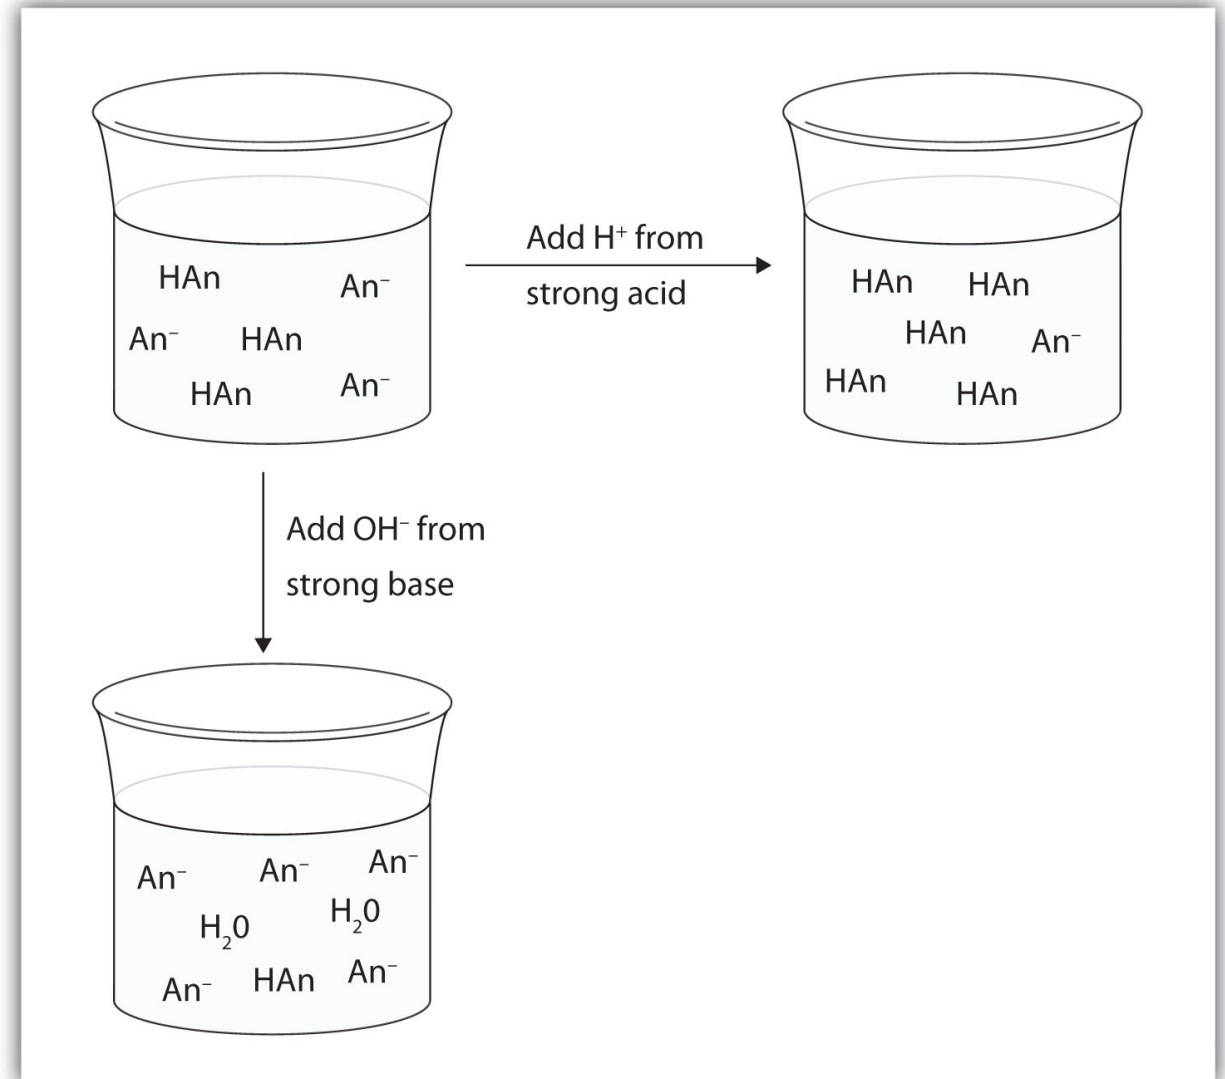 HAn
An⁻
An⁻
HAn
HAn
An⁻
Add H⁺ from
strong acid
HAn
HAn
HAn
An⁻
HAn
HAn
Add OH⁻ from
strong base
An⁻
An⁻
An⁻
H₂0
H₂0
An⁻
HAn
An⁻